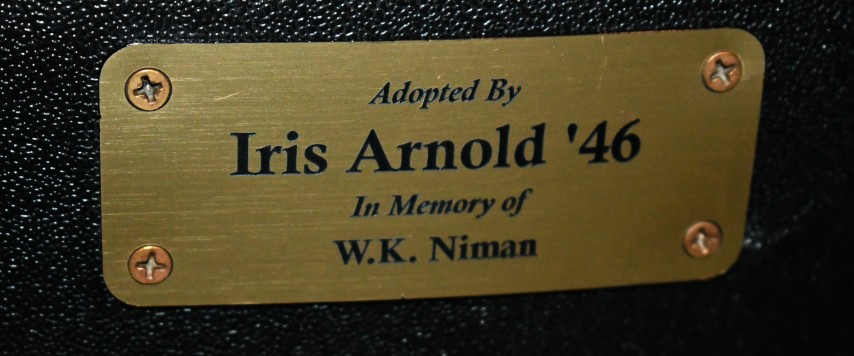 Adopted By
Iris Arnold '46
In Memory of
W.K. Niman